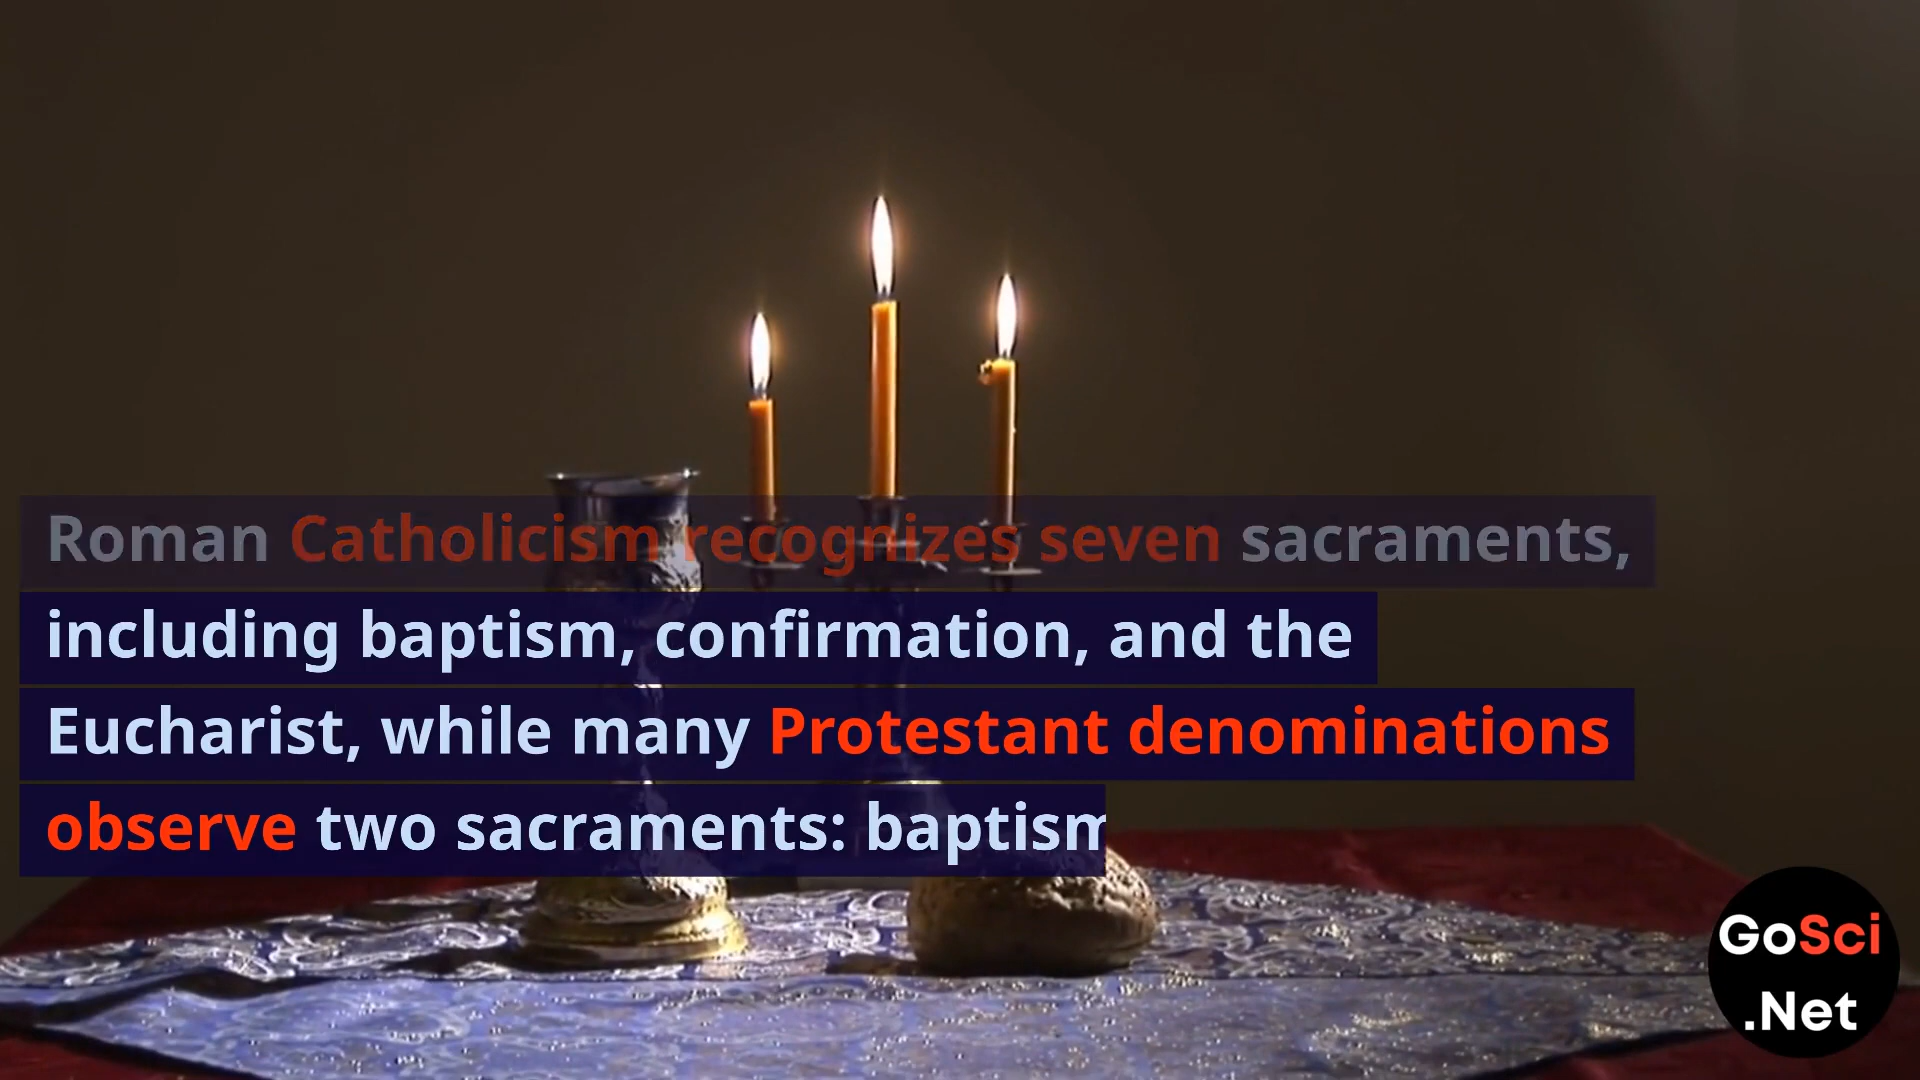 Roman Catholicism recognizes seven sacraments,
including baptism, confirmation, and the
Eucharist, while many Protestant denominations
observe two sacraments: baptism
GoSci
.Net